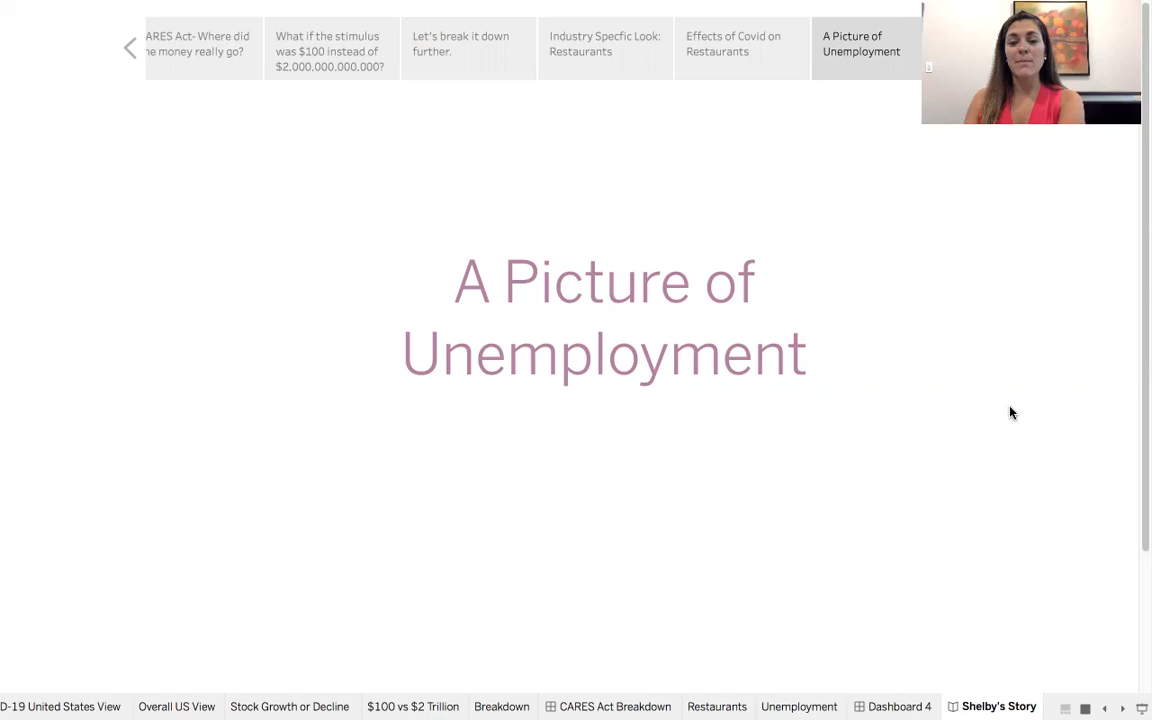 ARES Act- Where did
he money really go?
What if the stimulus
was $100 instead of
$2,000,000,000,000?
Let's break it down
further.
Industry Specfic Look:
Restaurants
Effects of Covid on
Restaurants
A Picture of
Unemployment
A Picture of
Unemployment
D-19 United States View
Overall US View
Stock Growth or Decline
$100 vs $2 Trillion
Breakdown
CARES Act Breakdown
Restaurants
Unemployment
Dashboard 4
Shelby's Story